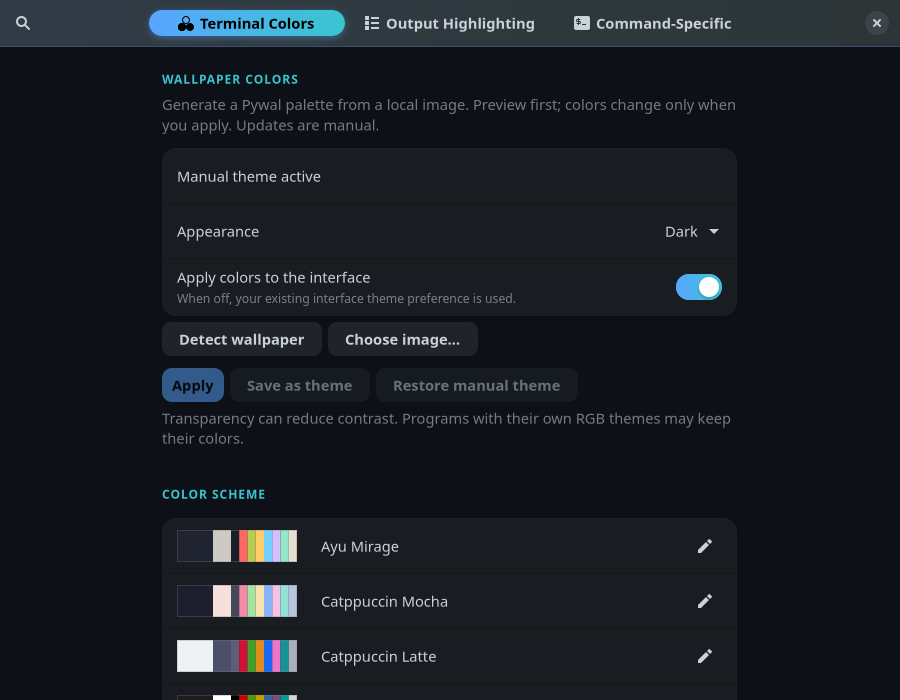 Terminal Colors
Output Highlighting
Command-Specific
WALLPAPER COLORS
Generate a Pywal palette from a local image. Preview first; colors change only when
you apply. Updates are manual.
Manual theme active
Appearance
Dark
Apply colors to the interface
When off, your existing interface theme preference is used.
Detect wallpaper
Choose image...
Apply
Save as theme
Restore manual theme
Transparency can reduce contrast. Programs with their own RGB themes may keep
their colors.
COLOR SCHEME
Ayu Mirage
Catppuccin Mocha
Catppuccin Latte